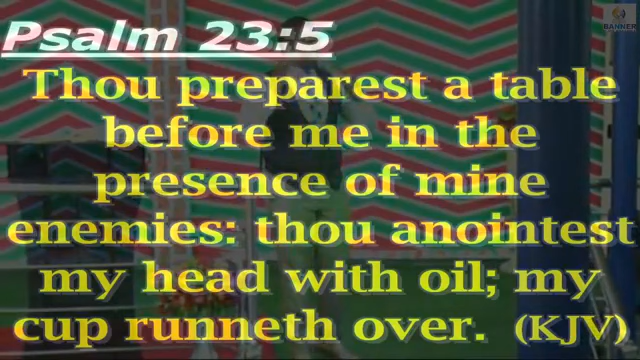 BANNER
Psalm 23:5
Thou preparest a table
before me in the
presence of mine
enemies: thou anointest
my head with oil; my
cup runneth over. (KJV)